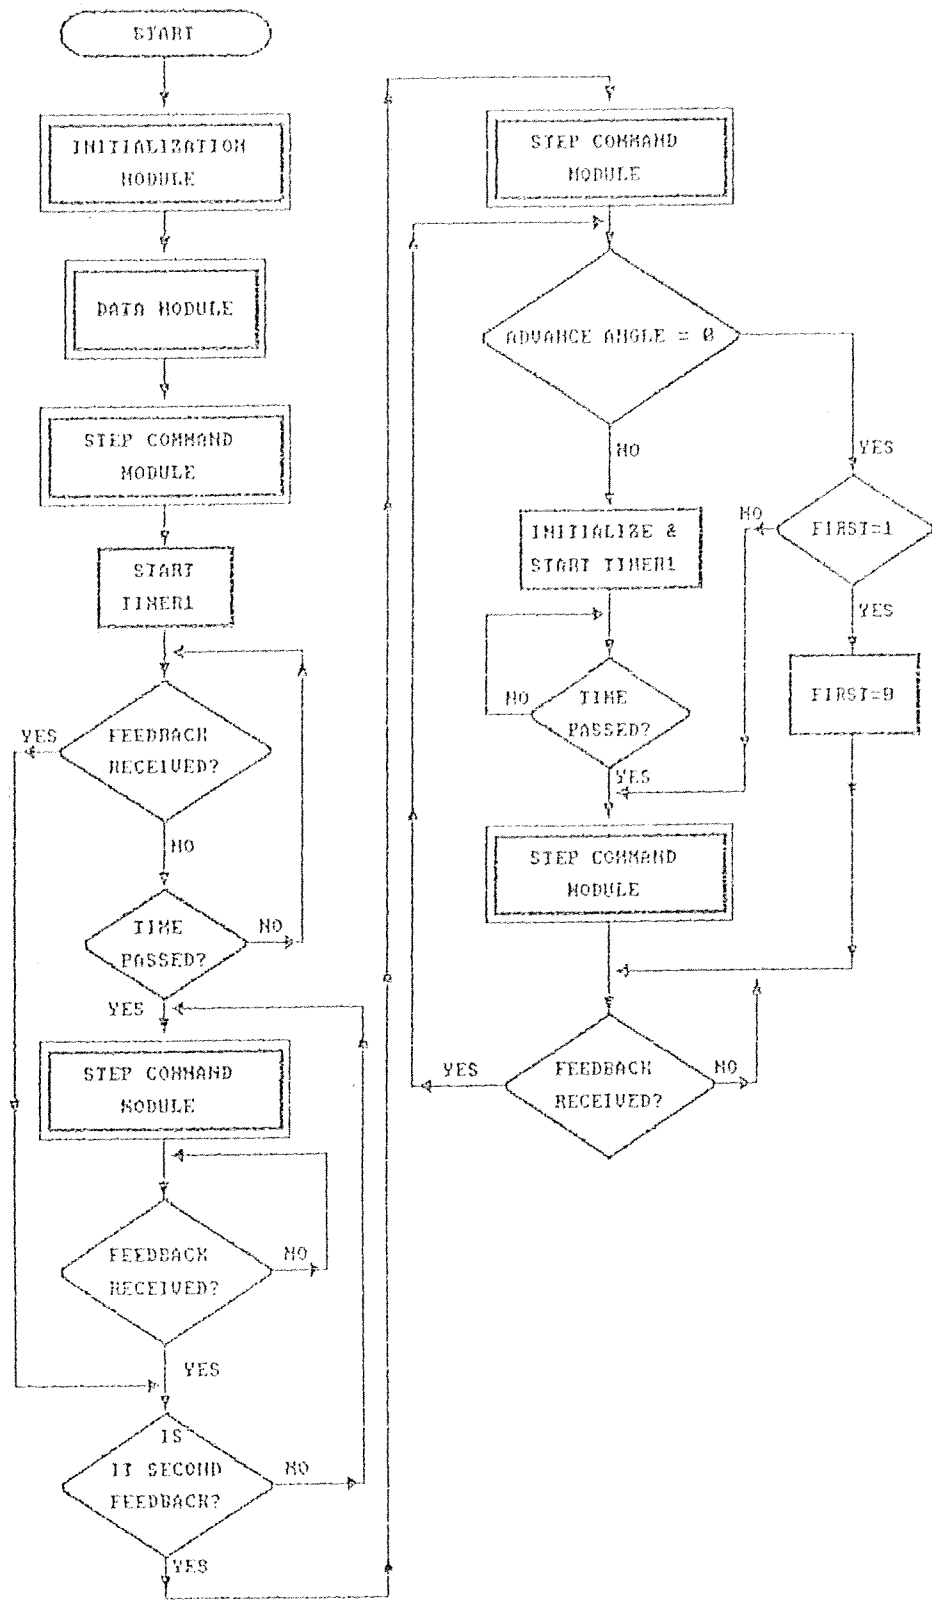 START
INITIALIZATION
MODULE
DATA MODULE
STEP COMMAND
MODULE
START
TIMER1
FEEDBACK
RECEIVED?
YES
NO
TIME
PASSED?
NO
YES
STEP COMMAND
MODULE
FEEDBACK
RECEIVED?
NO
YES
IS
IT SECOND
FEEDBACK?
NO
YES
STEP COMMAND
MODULE
ADVANCE ANGLE = 0
NO
YES
INITIALIZE &
START TIMER1
NO
FIRST=1
YES
TIME
PASSED?
NO
YES
STEP COMMAND
MODULE
FEEDBACK
RECEIVED?
YES
NO